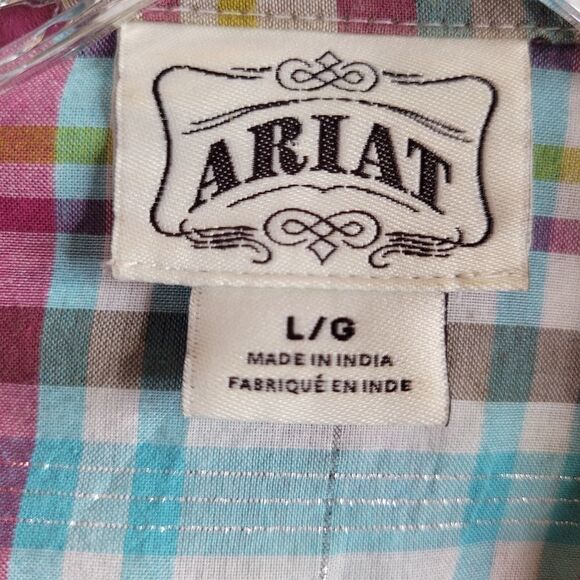 ARIAT
L/G
MADE IN INDIA
FABRIQUÉ EN INDE